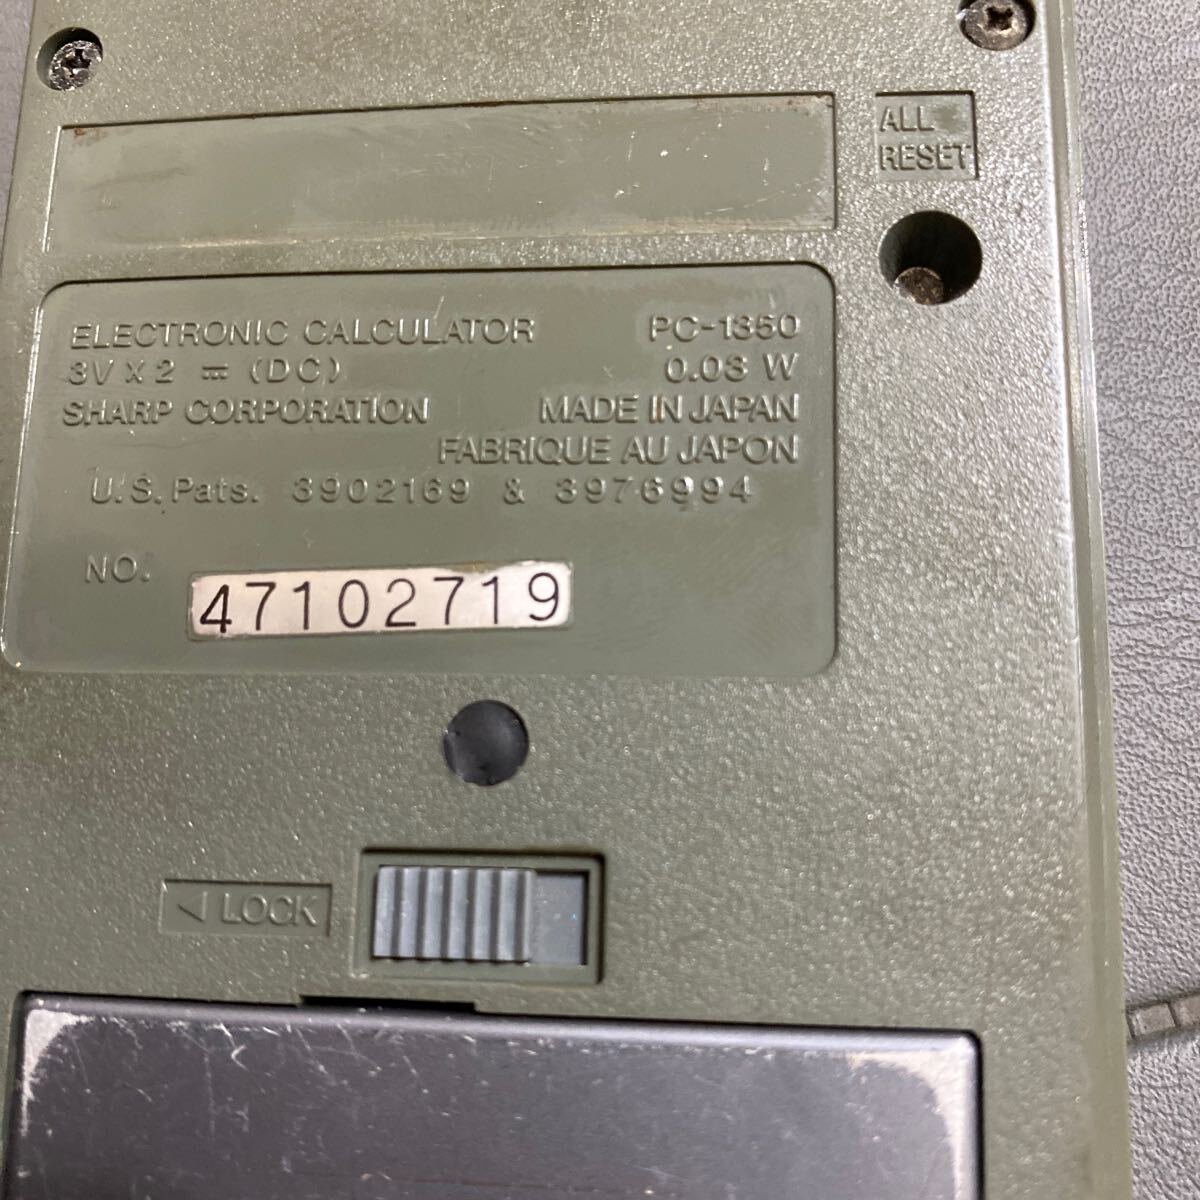 ALL
RESET
ELECTRONIC CALCULATOR PC-1350
3V X 2 ⎓ (DC) 0.03 W
SHARP CORPORATION MADE IN JAPAN
FABRIQUE AU JAPON
U.S. Pats. 3902169 & 3976994
NO. 47102719
◁ LOCK